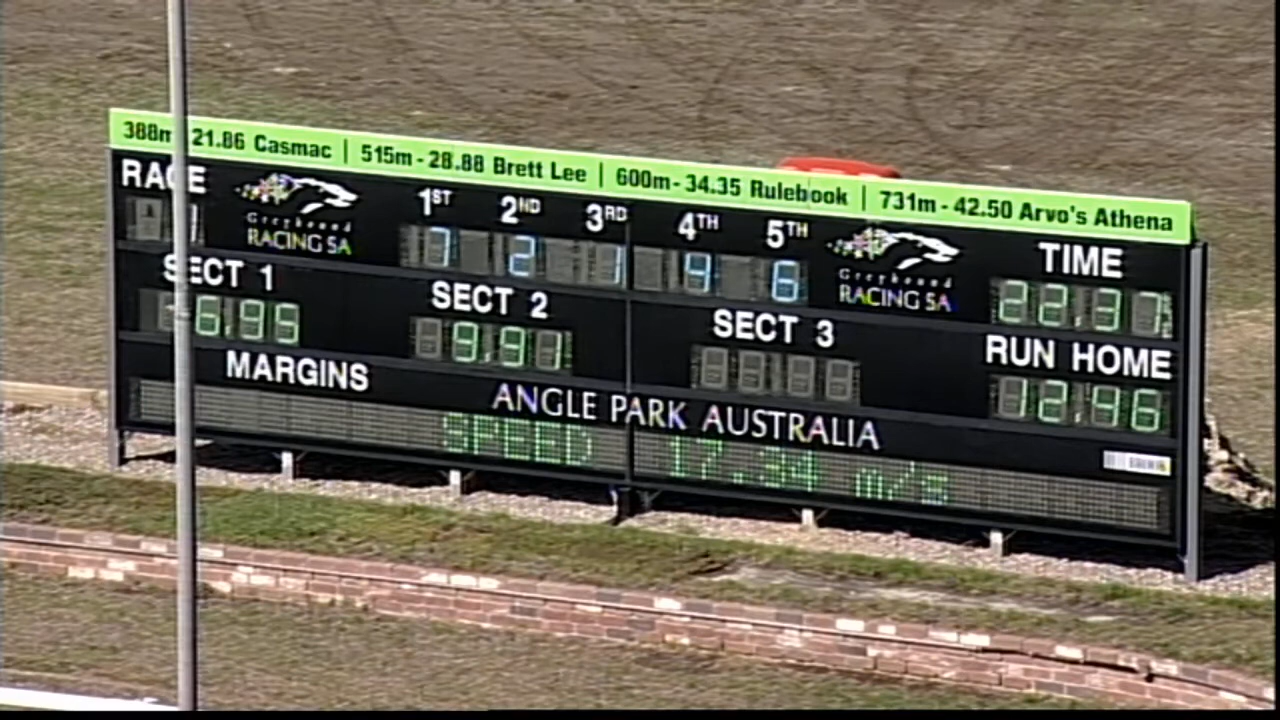 388m 21.86 Casmac | 515m - 28.88 Brett Lee | 600m - 34.35 Rulebook | 731m - 42.50 Arvo's Athena
RACE
Greyhound
RACING SA
1ST 2ND 3RD 4TH 5TH
7 2 1 4 6
Greyhound
RACING SA
TIME
22.37
SECT 1
6.95
SECT 2
9.91
SECT 3
RUN HOME
12.46
MARGINS
ANGLE PARK AUSTRALIA
SPEED 17.34 m/s